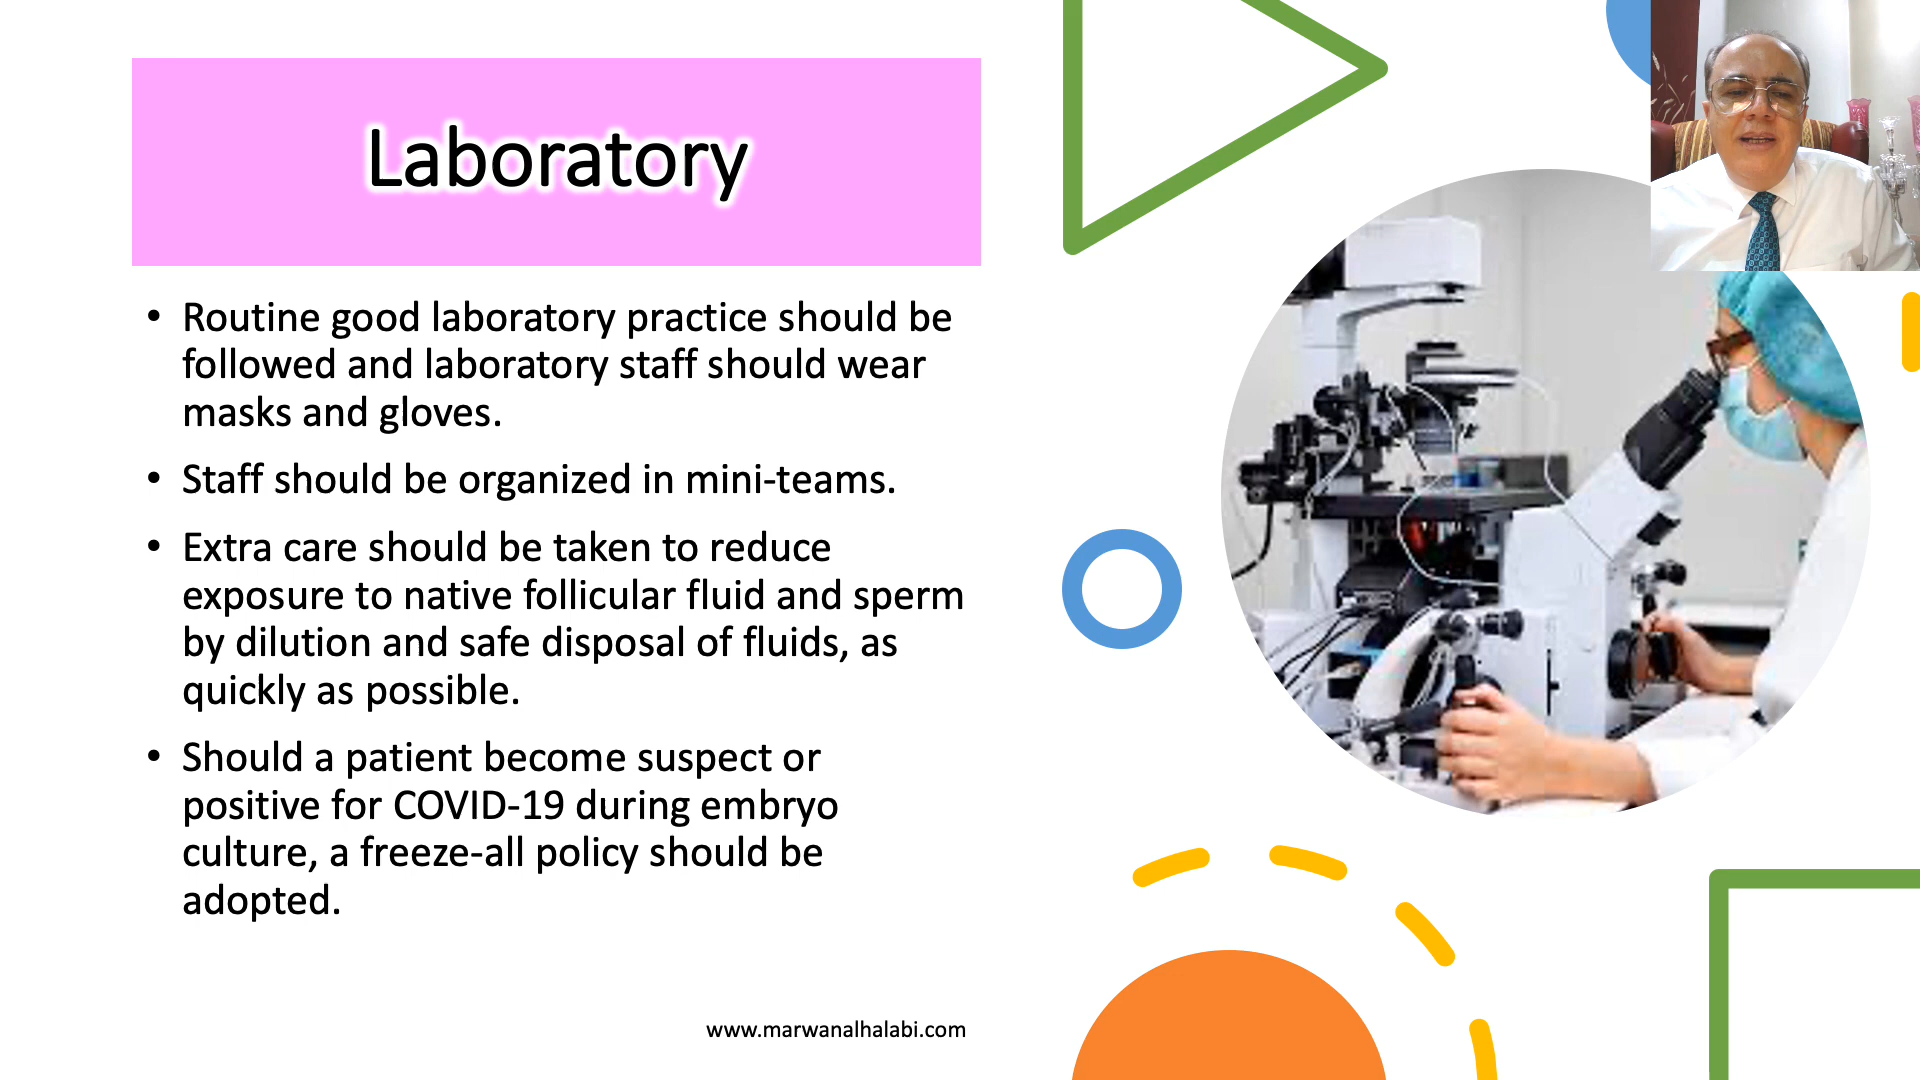 Laboratory
• Routine good laboratory practice should be
followed and laboratory staff should wear
masks and gloves.
• Staff should be organized in mini-teams.
• Extra care should be taken to reduce
exposure to native follicular fluid and sperm
by dilution and safe disposal of fluids, as
quickly as possible.
• Should a patient become suspect or
positive for COVID-19 during embryo
culture, a freeze-all policy should be
adopted.
www.marwanalhalabi.com